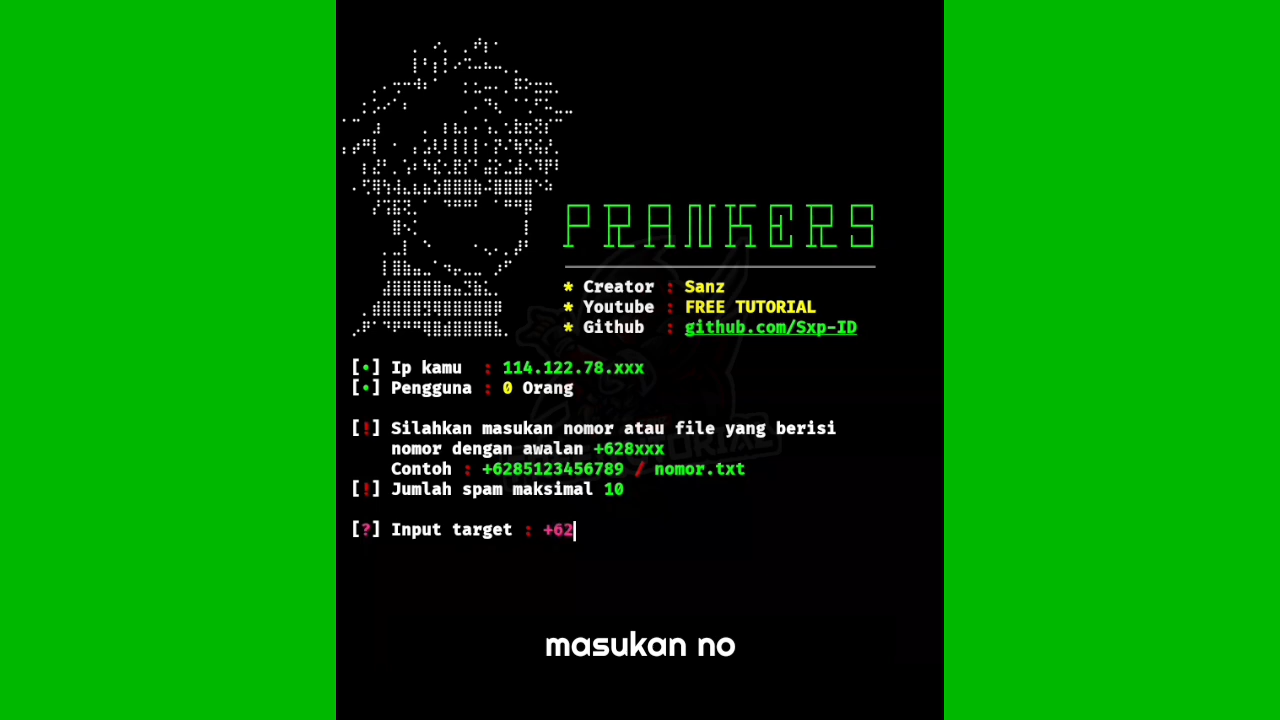 PRANKERS
* Creator : Sanz
* Youtube : FREE TUTORIAL
* Github : github.com/Sxp-ID
[•] Ip kamu : 114.122.78.xxx
[•] Pengguna : 0 Orang
[!] Silahkan masukan nomor atau file yang berisi
nomor dengan awalan +628xxx
Contoh : +6285123456789 / nomor.txt
[!] Jumlah spam maksimal 10
[?] Input target : +62
masukan no